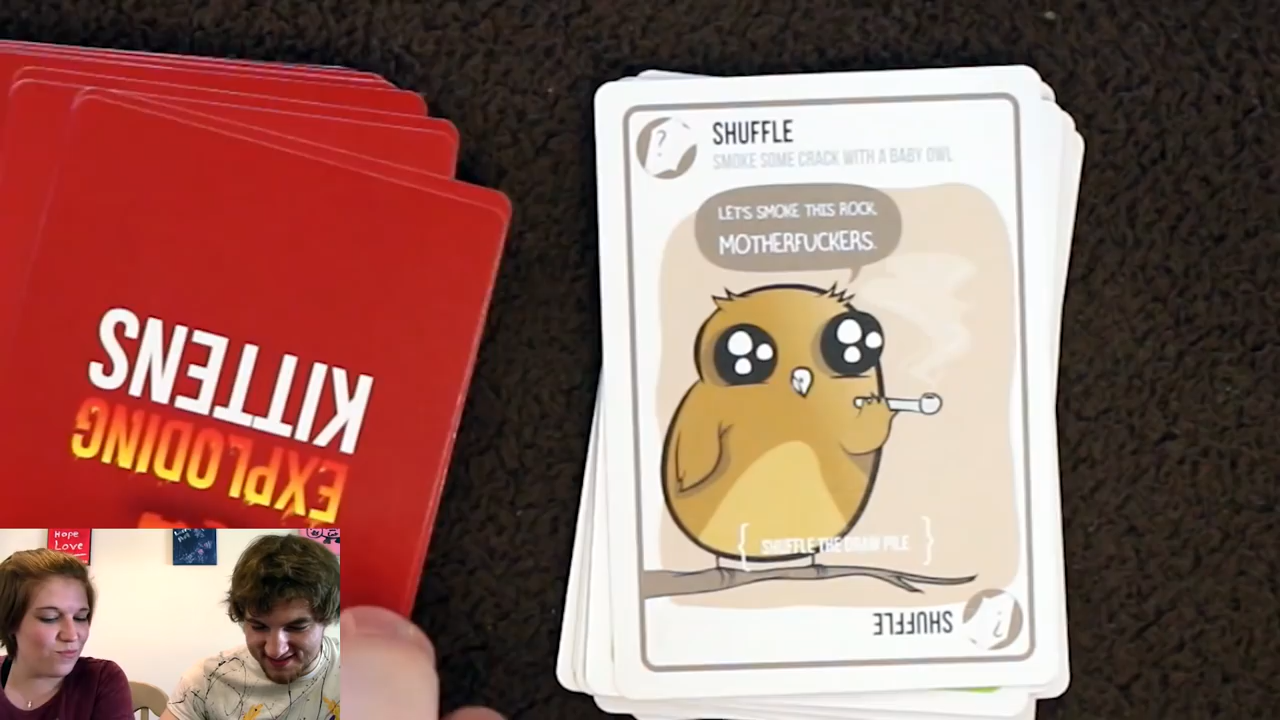 SHUFFLE
SMOKE SOME CRACK WITH A BABY OWL
LET'S SMOKE THIS ROCK,
MOTHERFUCKERS.
SHUFFLE THE DRAW PILE
SHUFFLE
EXPLODING
KITTENS
Hope
Love